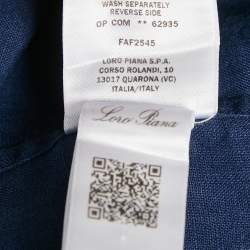 WASH SEPARATELY
REVERSE SIDE
OP COM ** 62935
FAF2545
LORO PIANA S.P.A.
CORSO ROLANDI, 10
13017 QUARONA (VC)
ITALIA/ITALY
Loro Piana